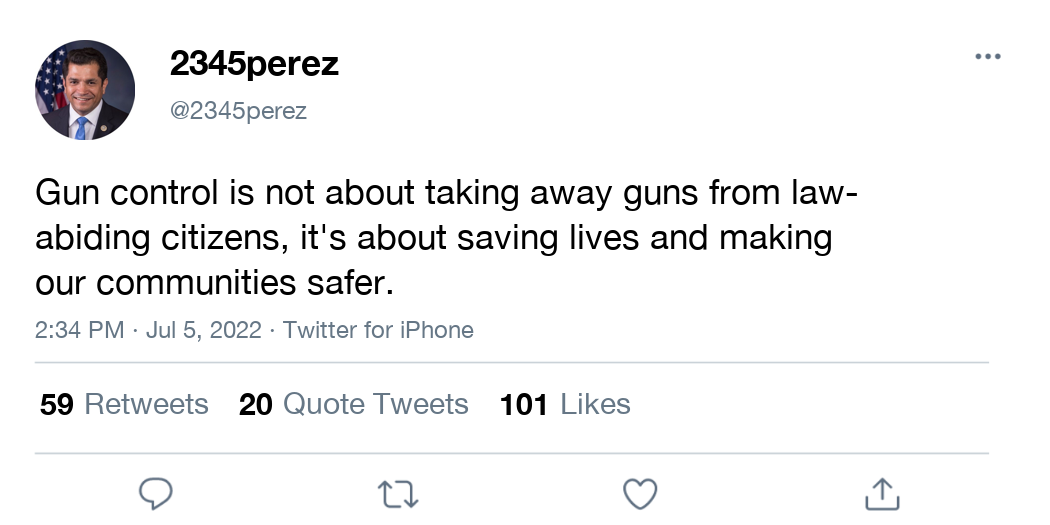 2345perez
@2345perez
Gun control is not about taking away guns from law-
abiding citizens, it's about saving lives and making
our communities safer.
2:34 PM · Jul 5, 2022 · Twitter for iPhone
59 Retweets 20 Quote Tweets 101 Likes